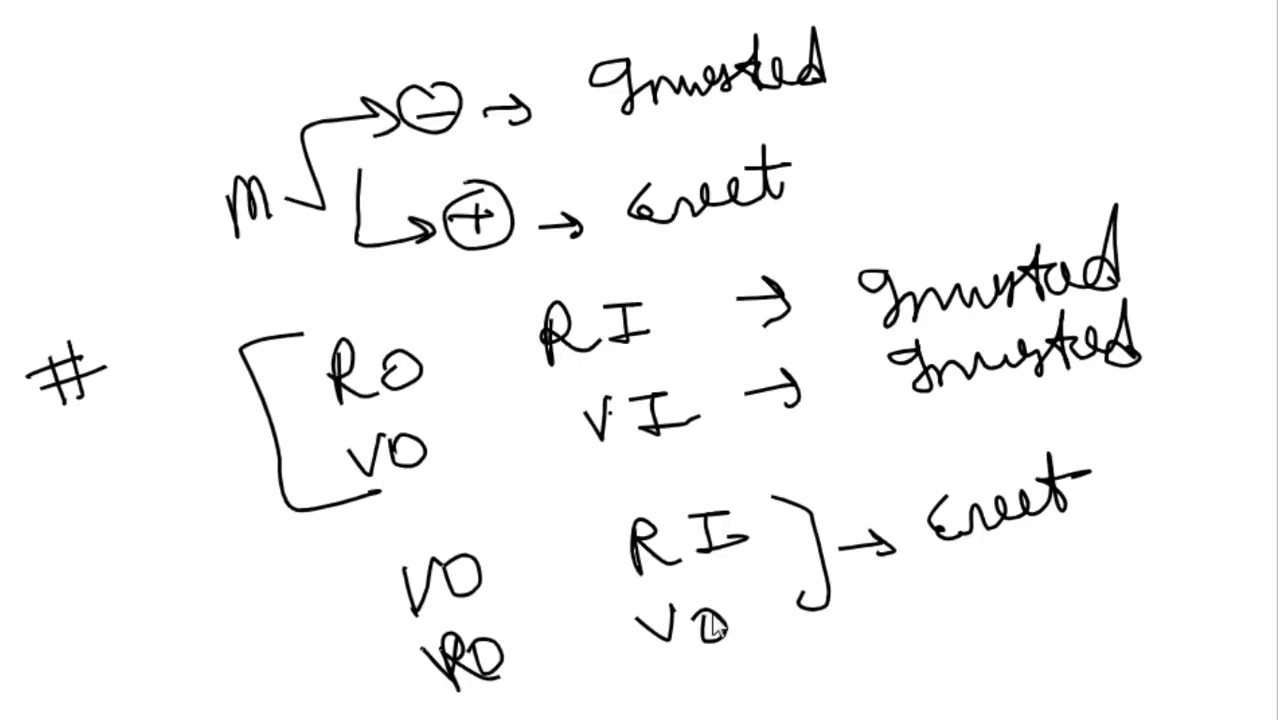 m → ⊖ → Inverted
→ ⊕ → Erect
# RO RI → Inverted
VO VI → Inverted
VO RI → Erect
RO VO